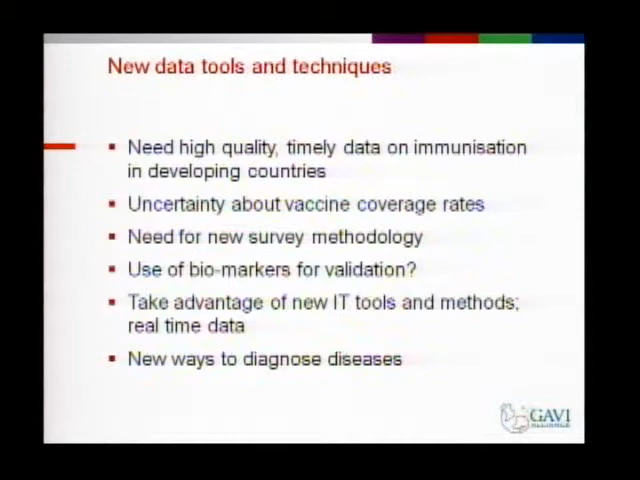 New data tools and techniques
▪ Need high quality, timely data on immunisation
in developing countries
▪ Uncertainty about vaccine coverage rates
▪ Need for new survey methodology
▪ Use of bio-markers for validation?
▪ Take advantage of new IT tools and methods;
real time data
▪ New ways to diagnose diseases
GAVI
ALLIANCE